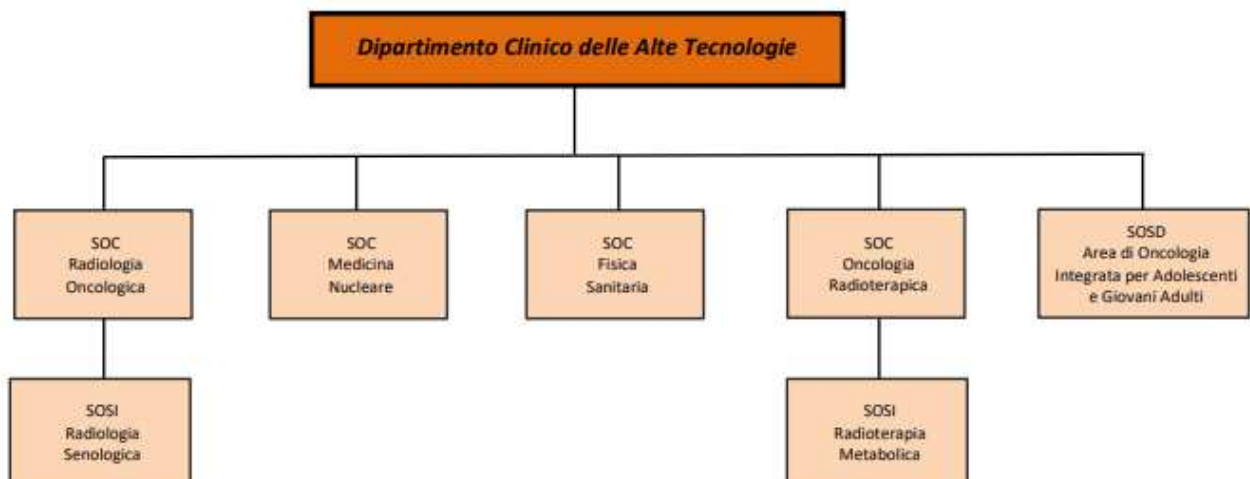 Dipartimento Clinico delle Alte Tecnologie
SOC
Radiologia
Oncologica
SOC
Medicina
Nucleare
SOC
Fisica
Sanitaria
SOC
Oncologia
Radioterapica
SOSD
Area di Oncologia
Integrata per Adolescenti
e Giovani Adulti
SOSI
Radiologia
Senologica
SOSI
Radioterapia
Metabolica